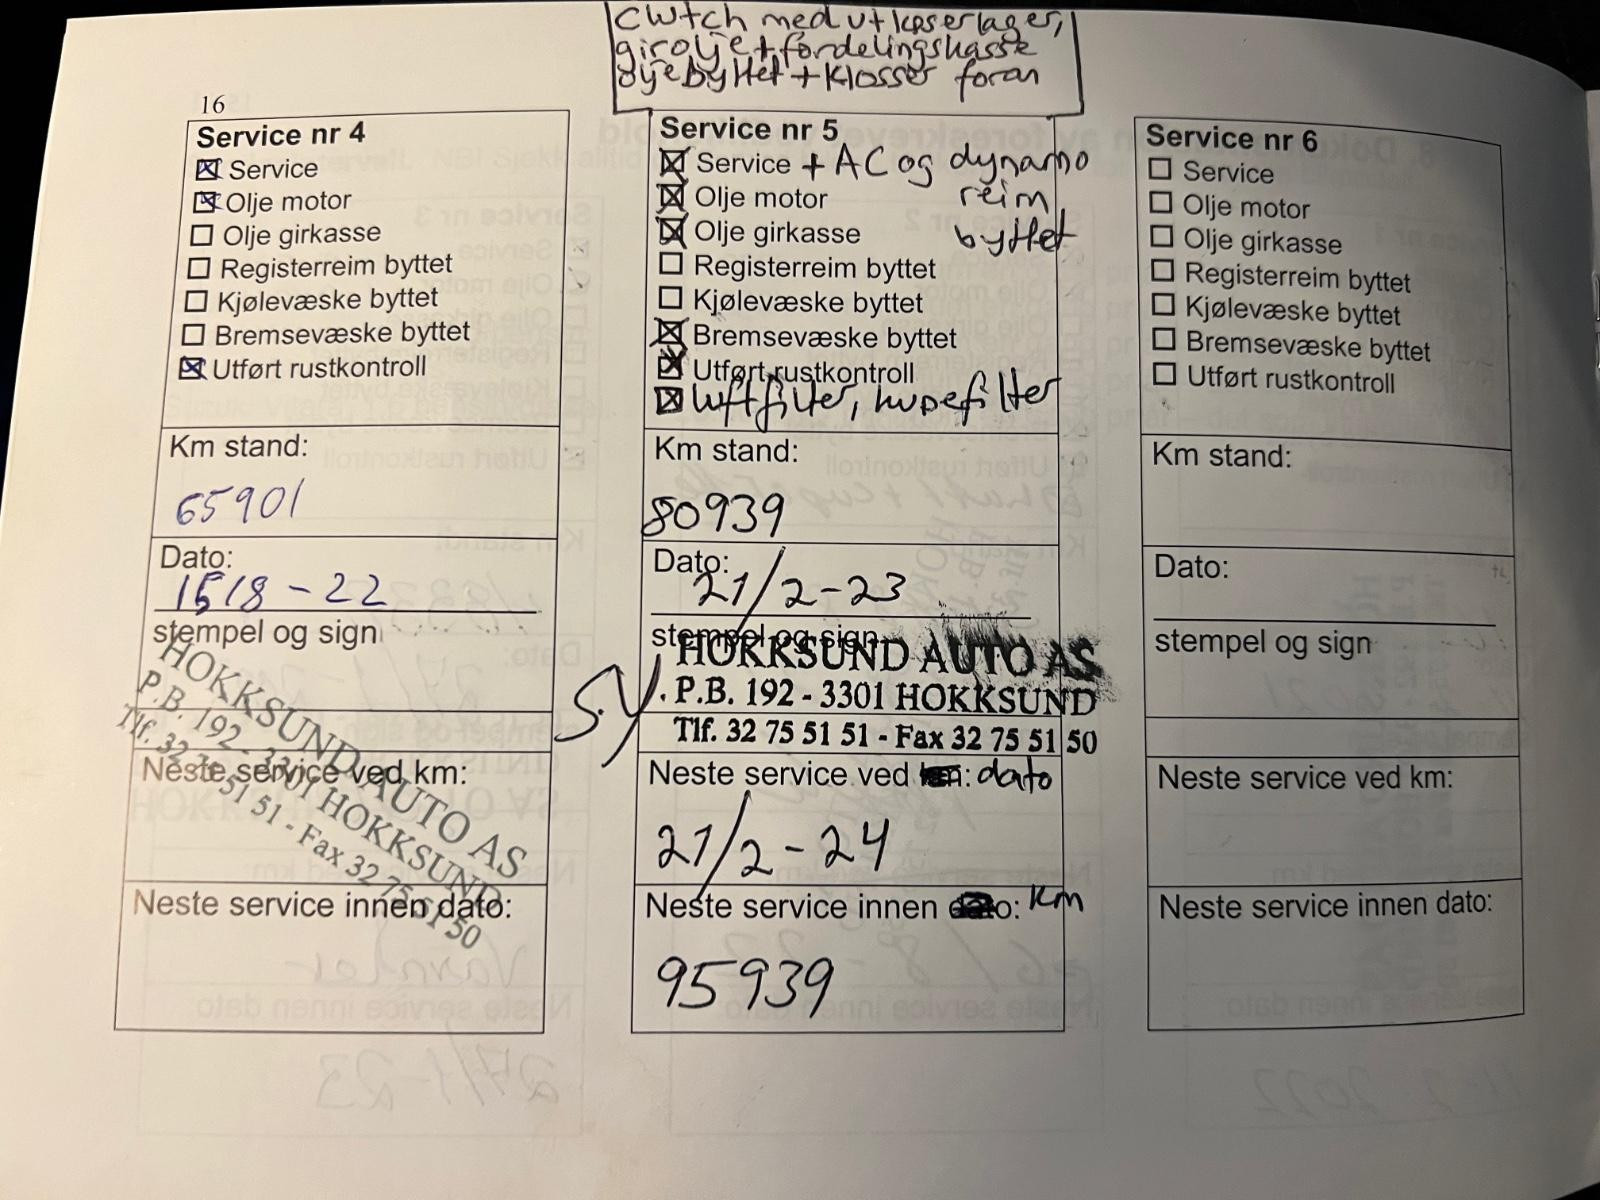 cwtch med utløserlager,
girolje + fordelingskasse
olje byttet + klosser foran
16
Service nr 4
Service
Olje motor
Olje girkasse
Registerreim byttet
Kjølevæske byttet
Bremsevæske byttet
Utført rustkontroll
Km stand:
65901
Dato:
15/8 - 22
stempel og sign
HOKKSUND AUTO AS
P.B. 192 - 3301 HOKKSUND
Tlf. 32 75 51 51 - Fax 32 75 51 50
Neste service ved km:
Neste service innen dato:
Service nr 5
Service + AC og dynamo
Olje motor reim
Olje girkasse byttet
Registerreim byttet
Kjølevæske byttet
Bremsevæske byttet
Utført rustkontroll
luftfilter, kupefilter
Km stand:
80939
Dato:
21/2 - 23
stempel og sign
HOKKSUND AUTO AS
P.B. 192 - 3301 HOKKSUND
Tlf. 32 75 51 51 - Fax 32 75 51 50
Neste service ved km: dato
21/2 - 24
Neste service innen dato: Km
95939
Service nr 6
Service
Olje motor
Olje girkasse
Registerreim byttet
Kjølevæske byttet
Bremsevæske byttet
Utført rustkontroll
Km stand:
Dato:
stempel og sign
Neste service ved km:
Neste service innen dato: